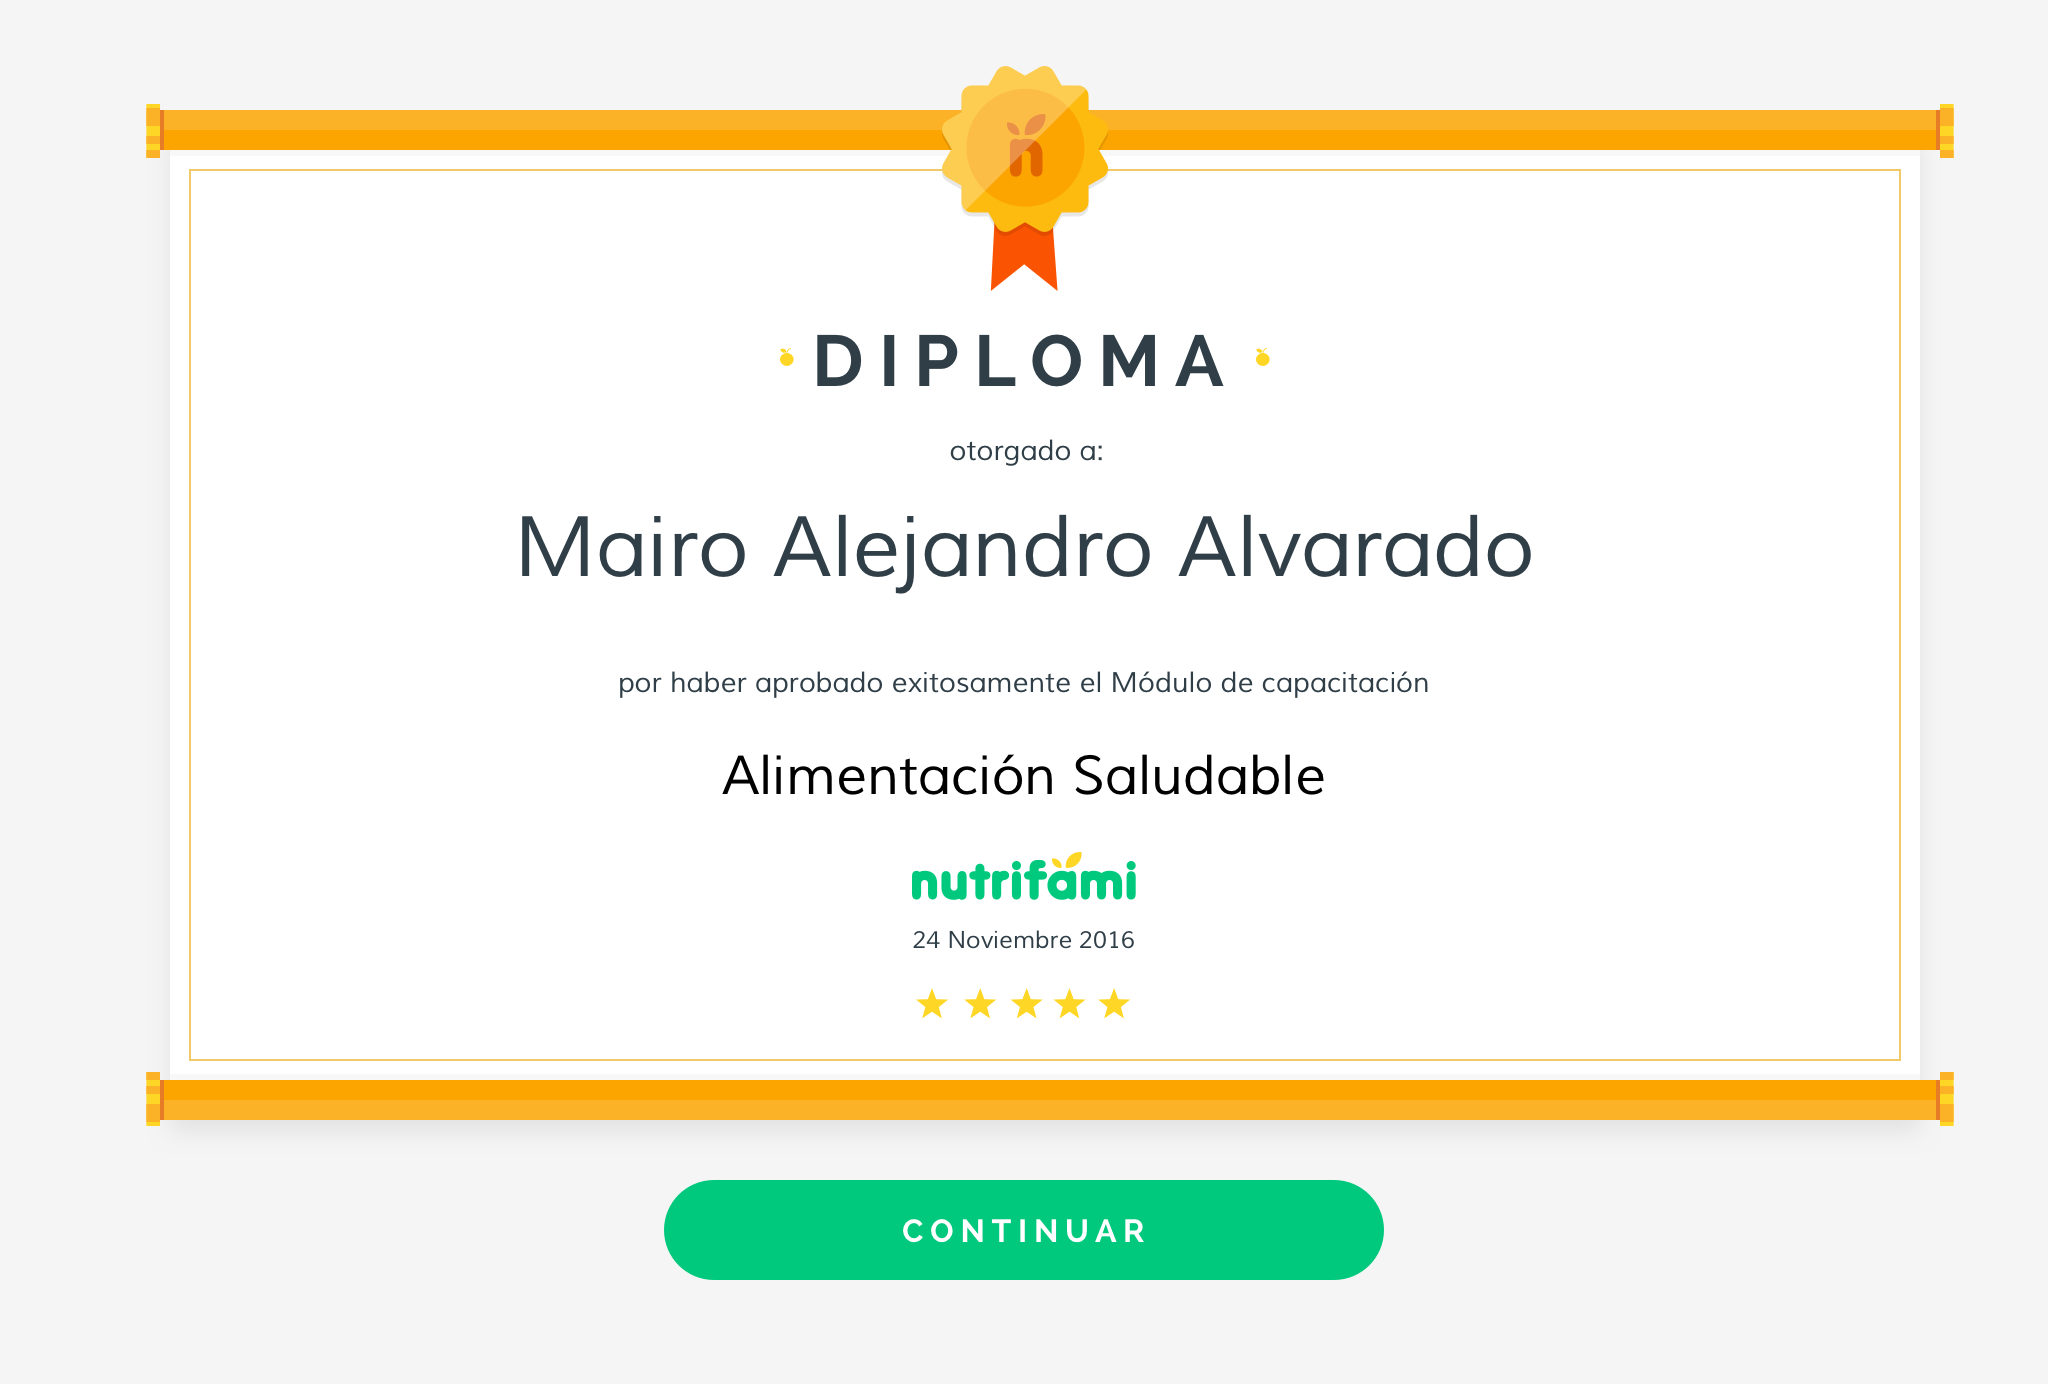 n
DIPLOMA
otorgado a:
Mairo Alejandro Alvarado
por haber aprobado exitosamente el Módulo de capacitación
Alimentación Saludable
nutrifami
24 Noviembre 2016
CONTINUAR